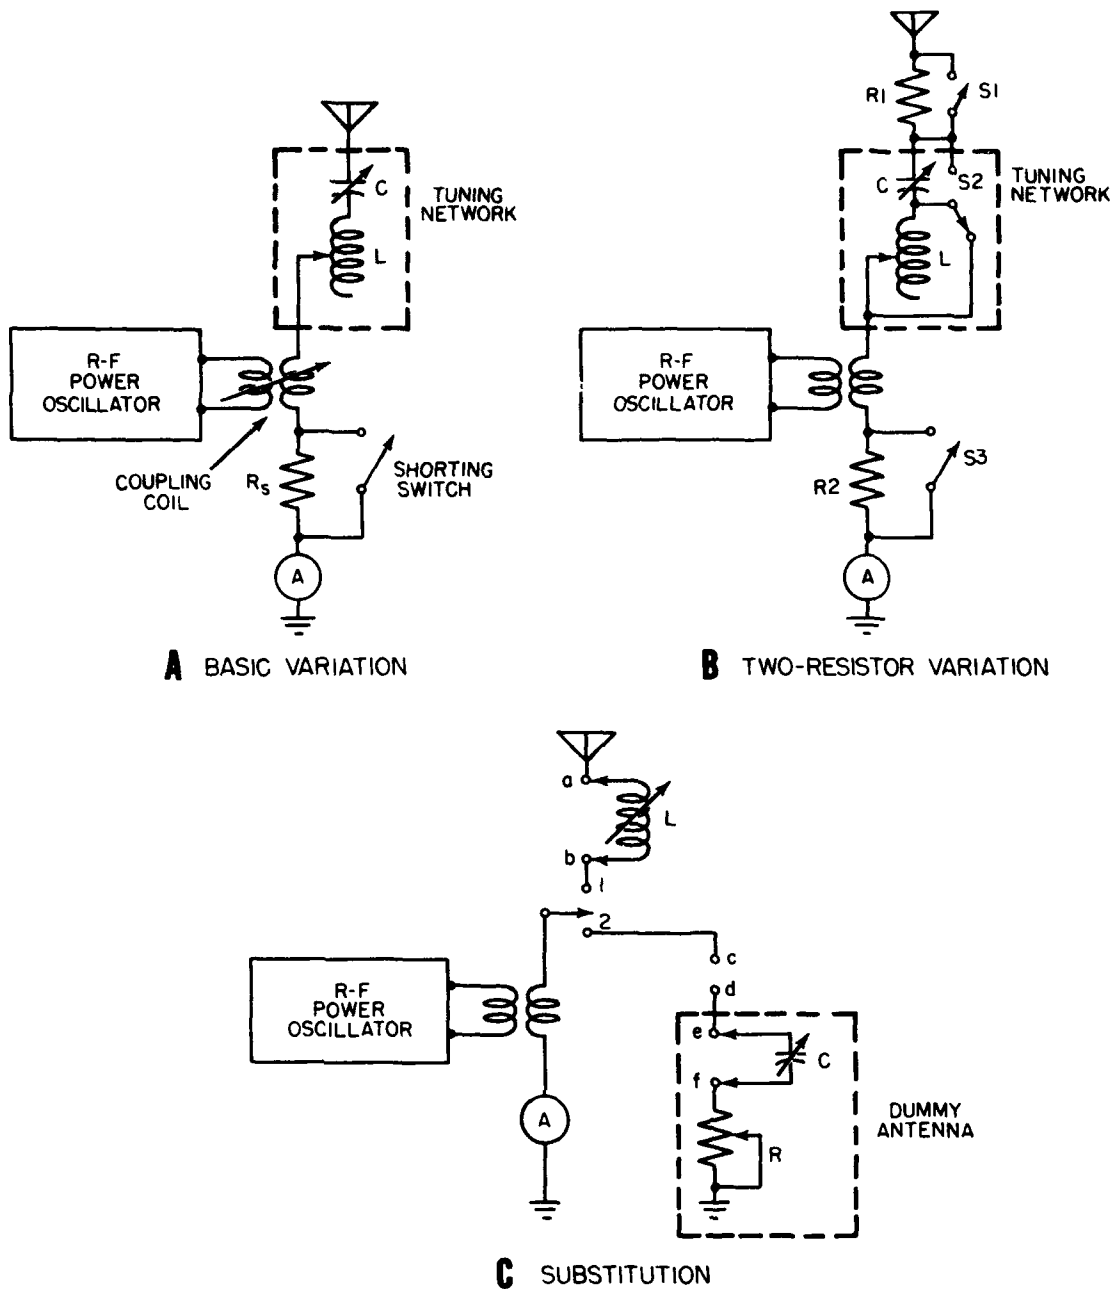 C
TUNING
NETWORK
L
R-F
POWER
OSCILLATOR
COUPLING
COIL
Rs
SHORTING
SWITCH
A
A BASIC VARIATION
R1
S1
C
S2
TUNING
NETWORK
L
R-F
POWER
OSCILLATOR
R2
S3
A
B TWO-RESISTOR VARIATION
a
L
b
1
2
c
d
R-F
POWER
OSCILLATOR
e
C
f
A
R
DUMMY
ANTENNA
C SUBSTITUTION